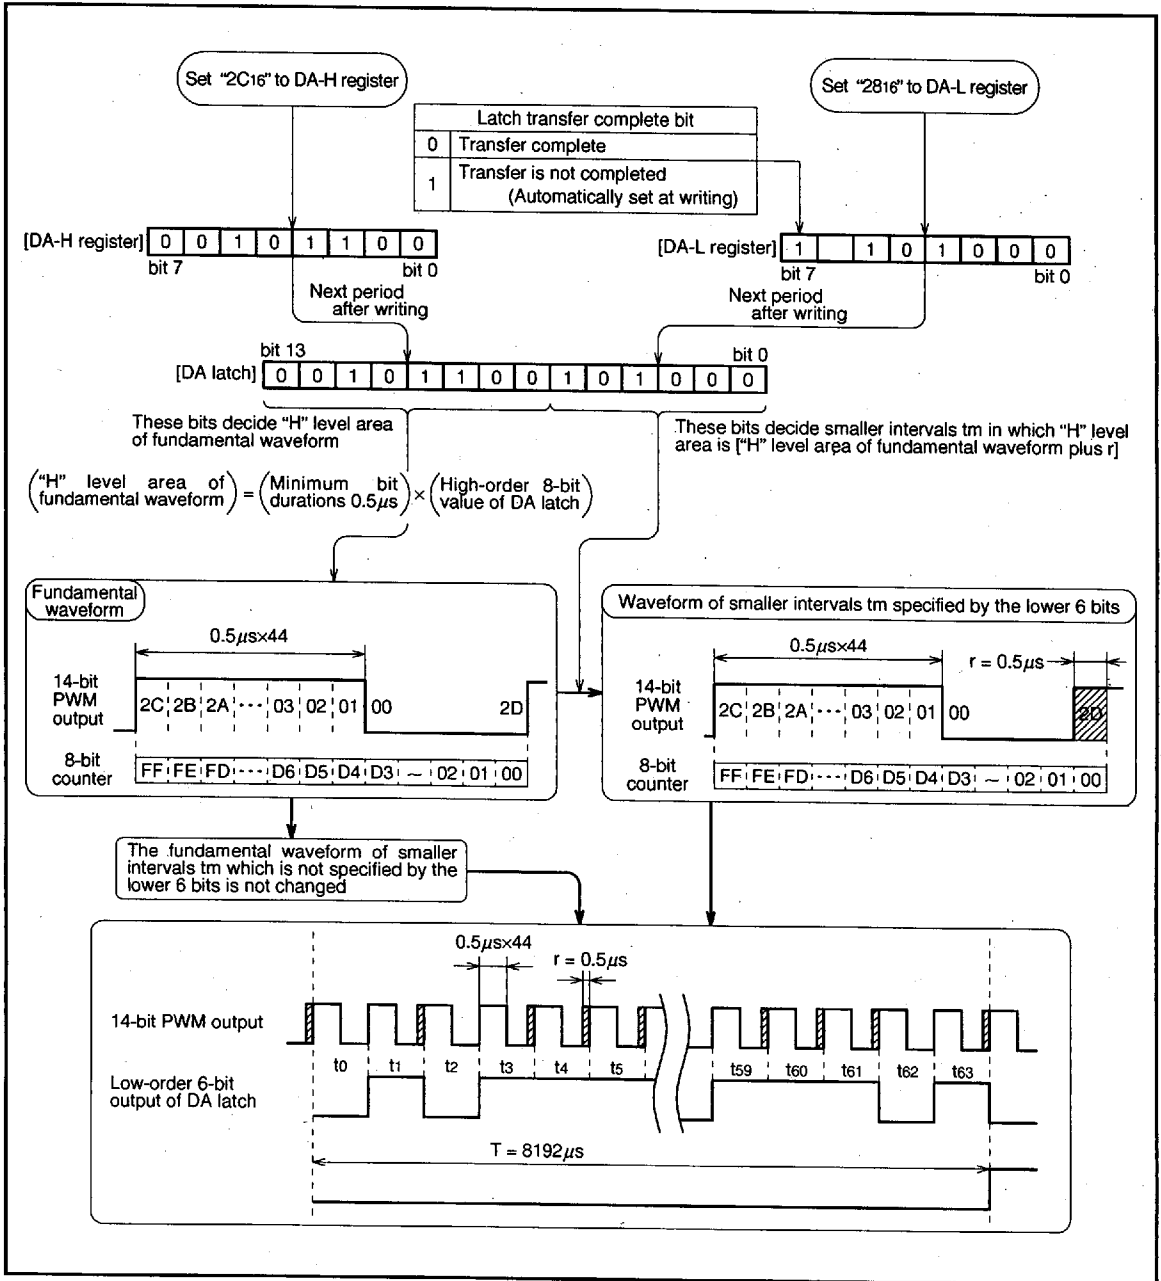 Set "2C16" to DA-H register
Set "2816" to DA-L register
Latch transfer complete bit
0 Transfer complete
1 Transfer is not completed
(Automatically set at writing)
[DA-H register] 0 0 1 0 1 1 0 0
bit 7 bit 0
[DA-L register] 1 1 0 1 0 0 0
bit 7 bit 0
Next period
after writing
Next period
after writing
bit 13 bit 0
[DA latch] 0 0 1 0 1 1 0 0 1 0 1 0 0 0
These bits decide "H" level area
of fundamental waveform
These bits decide smaller intervals tm in which "H" level
area is ["H" level area of fundamental waveform plus r]
("H" level area of fundamental waveform) = (Minimum bit durations 0.5μs) × (High-order 8-bit value of DA latch)
Fundamental
waveform
0.5μs×44
14-bit
PWM
output
2C 2B 2A ··· 03 02 01 00 2D
8-bit
counter
FF FE FD ··· D6 D5 D4 D3 ~ 02 01 00
Waveform of smaller intervals tm specified by the lower 6 bits
0.5μs×44
r = 0.5μs
14-bit
PWM
output
2C 2B 2A ··· 03 02 01 00 2D
8-bit
counter
FF FE FD ··· D6 D5 D4 D3 ~ 02 01 00
The fundamental waveform of smaller
intervals tm which is not specified by the
lower 6 bits is not changed
0.5μs×44
r = 0.5μs
14-bit PWM output
t0 t1 t2 t3 t4 t5 t59 t60 t61 t62 t63
Low-order 6-bit
output of DA latch
T = 8192μs